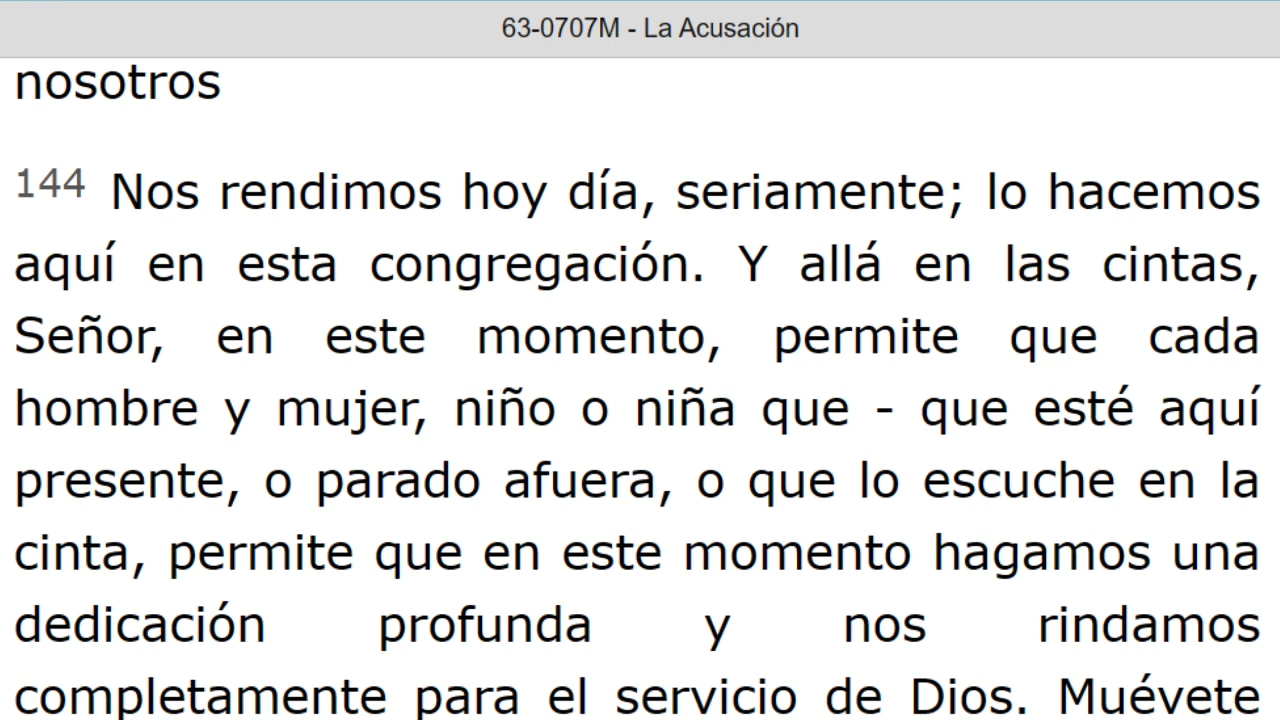 63-0707M - La Acusación
nosotros
144 Nos rendimos hoy día, seriamente; lo hacemos
aquí en esta congregación. Y allá en las cintas,
Señor, en este momento, permite que cada
hombre y mujer, niño o niña que - que esté aquí
presente, o parado afuera, o que lo escuche en la
cinta, permite que en este momento hagamos una
dedicación profunda y nos rindamos
completamente para el servicio de Dios. Muévete